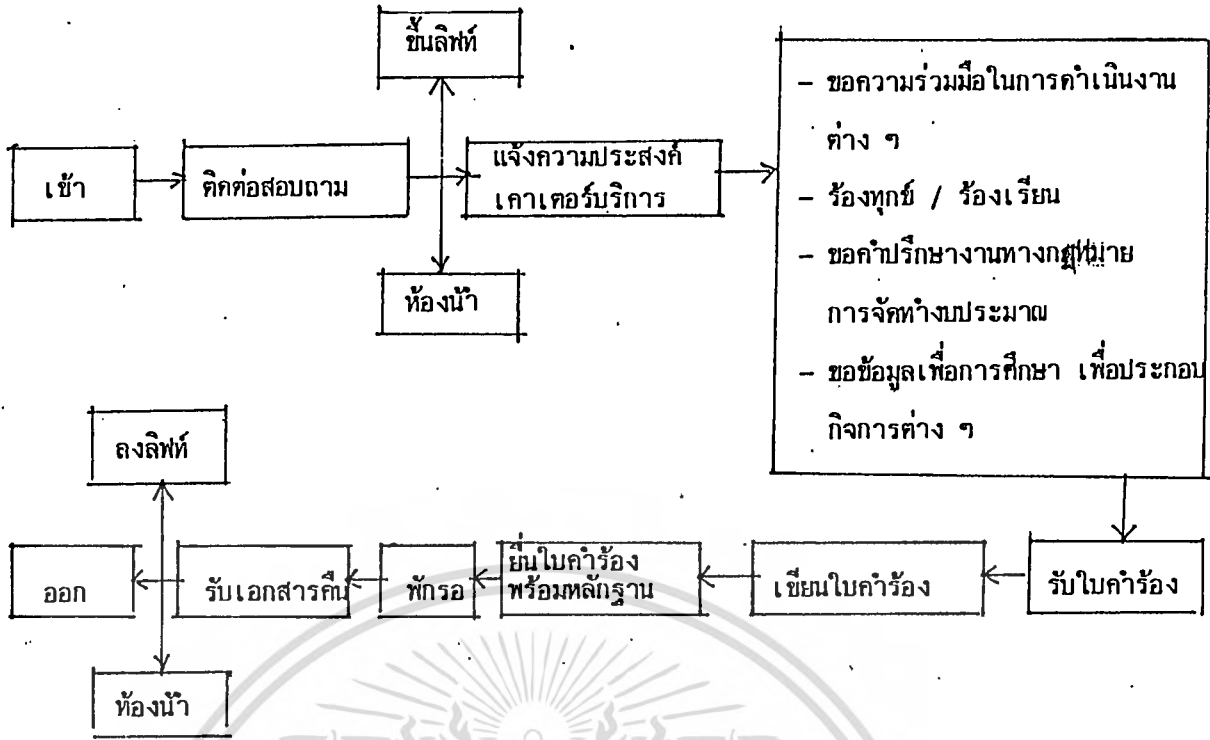 ขึ้นลิฟท์
เข้า
ติดต่อสอบถาม
แจ้งความประสงค์
เคาเตอร์บริการ
ห้องน้ำ
- ขอความร่วมมือในการดำเนินงาน
ต่าง ๆ
- ร้องทุกข์ / ร้องเรียน
- ขอคำปรึกษางานทางกฎหมาย
การจัดทำงบประมาณ
- ขอข้อมูลเพื่อการศึกษา เพื่อประกอบ
กิจการต่าง ๆ
รับใบคำร้อง
เขียนใบคำร้อง
ยื่นใบคำร้อง
พร้อมหลักฐาน
พักรอ
รับเอกสารคืน
ลงลิฟท์
ออก
ห้องน้ำ